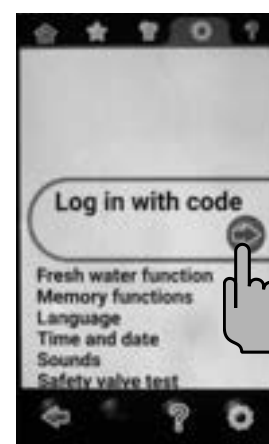 ?
Log in with code
Fresh water function
Memory functions
Language
Time and date
Sounds
Safety valve test
?